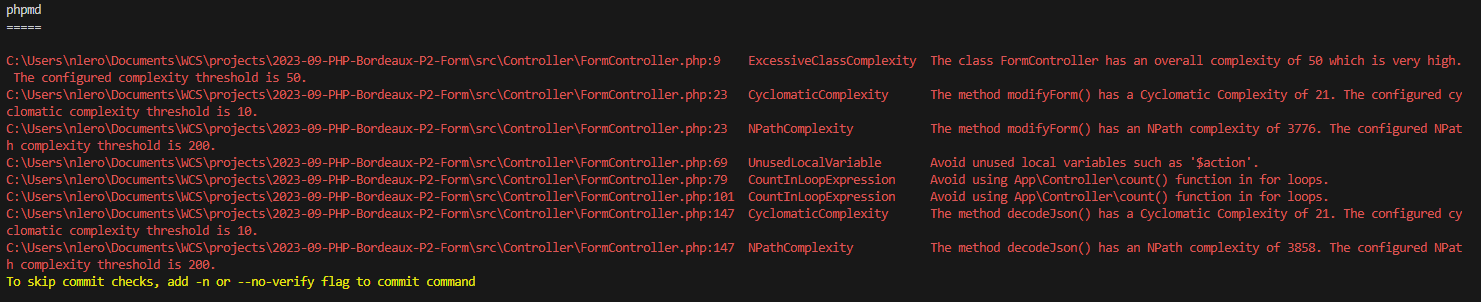 phpmd
=====
C:\Users\nlero\Documents\WCS\projects\2023-09-PHP-Bordeaux-P2-Form\src\Controller\FormController.php:9    ExcessiveClassComplexity  The class FormController has an overall complexity of 50 which is very high.
 The configured complexity threshold is 50.
C:\Users\nlero\Documents\WCS\projects\2023-09-PHP-Bordeaux-P2-Form\src\Controller\FormController.php:23   CyclomaticComplexity      The method modifyForm() has a Cyclomatic Complexity of 21. The configured cy
clomatic complexity threshold is 10.
C:\Users\nlero\Documents\WCS\projects\2023-09-PHP-Bordeaux-P2-Form\src\Controller\FormController.php:23   NPathComplexity           The method modifyForm() has an NPath complexity of 3776. The configured NPat
h complexity threshold is 200.
C:\Users\nlero\Documents\WCS\projects\2023-09-PHP-Bordeaux-P2-Form\src\Controller\FormController.php:69   UnusedLocalVariable       Avoid unused local variables such as '$action'.
C:\Users\nlero\Documents\WCS\projects\2023-09-PHP-Bordeaux-P2-Form\src\Controller\FormController.php:79   CountInLoopExpression     Avoid using App\Controller\count() function in for loops.
C:\Users\nlero\Documents\WCS\projects\2023-09-PHP-Bordeaux-P2-Form\src\Controller\FormController.php:101  CountInLoopExpression     Avoid using App\Controller\count() function in for loops.
C:\Users\nlero\Documents\WCS\projects\2023-09-PHP-Bordeaux-P2-Form\src\Controller\FormController.php:147  CyclomaticComplexity      The method decodeJson() has a Cyclomatic Complexity of 21. The configured cy
clomatic complexity threshold is 10.
C:\Users\nlero\Documents\WCS\projects\2023-09-PHP-Bordeaux-P2-Form\src\Controller\FormController.php:147  NPathComplexity           The method decodeJson() has an NPath complexity of 3858. The configured NPat
h complexity threshold is 200.
To skip commit checks, add -n or --no-verify flag to commit command